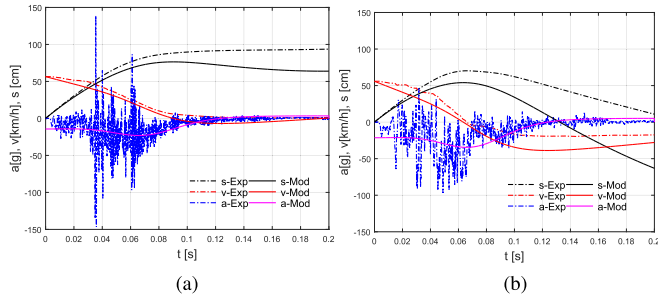 (a)
150
100
50
0
-50
-100
-150
a[g], v[km/h], s [cm]
s-Exp s-Mod
v-Exp v-Mod
a-Exp a-Mod
0 0.02 0.04 0.06 0.08 0.1 0.12 0.14 0.16 0.18 0.2
t [s]
(a)
(b)
150
100
50
0
-50
-100
-150
a[g], v[km/h], s [cm]
s-Exp s-Mod
v-Exp v-Mod
a-Exp a-Mod
0 0.02 0.04 0.06 0.08 0.1 0.12 0.14 0.16 0.18 0.2
t [s]
(b)